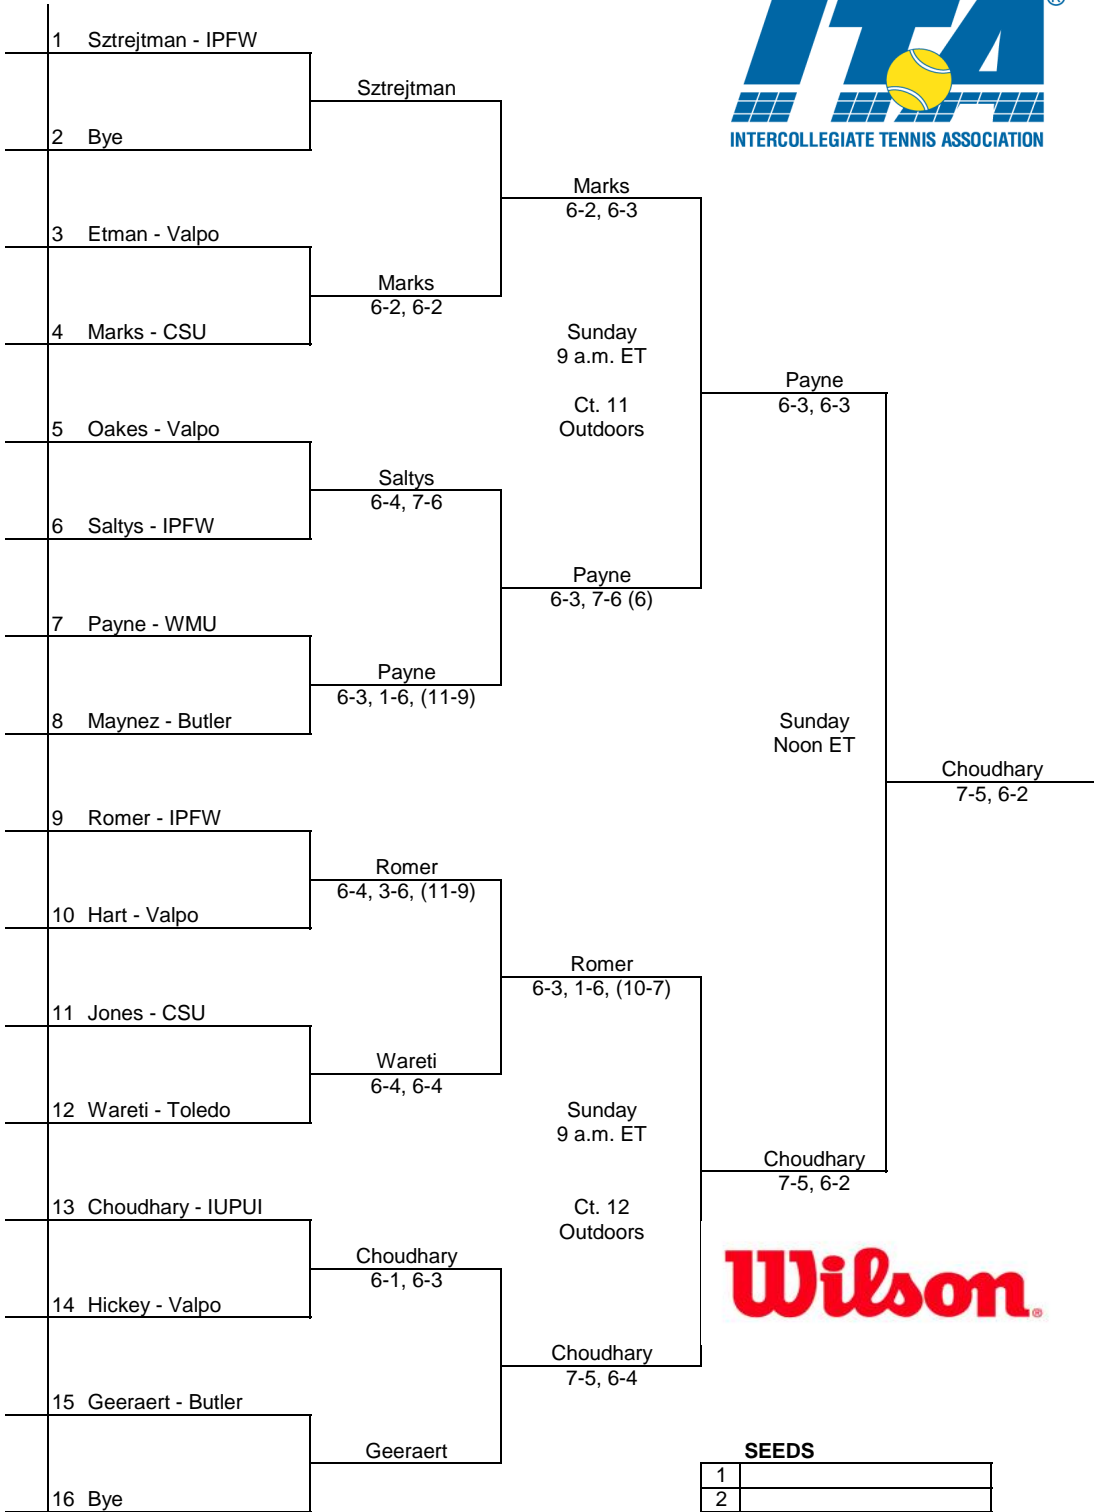 1 Sztrejtman - IPFW
Sztrejtman
2 Bye
®
ITA
INTERCOLLEGIATE TENNIS ASSOCIATION
Marks
6-2, 6-3
3 Etman - Valpo
Marks
6-2, 6-2
4 Marks - CSU
Sunday
9 a.m. ET
Ct. 11
Outdoors
Payne
6-3, 6-3
5 Oakes - Valpo
Saltys
6-4, 7-6
6 Saltys - IPFW
Payne
6-3, 7-6 (6)
7 Payne - WMU
Payne
6-3, 1-6, (11-9)
8 Maynez - Butler
Sunday
Noon ET
Choudhary
7-5, 6-2
9 Romer - IPFW
Romer
6-4, 3-6, (11-9)
10 Hart - Valpo
Romer
6-3, 1-6, (10-7)
11 Jones - CSU
Wareti
6-4, 6-4
12 Wareti - Toledo
Sunday
9 a.m. ET
Ct. 12
Outdoors
Choudhary
7-5, 6-2
13 Choudhary - IUPUI
Choudhary
6-1, 6-3
14 Hickey - Valpo
Wilson®
Choudhary
7-5, 6-4
15 Geeraert - Butler
Geeraert
16 Bye
SEEDS
1
2